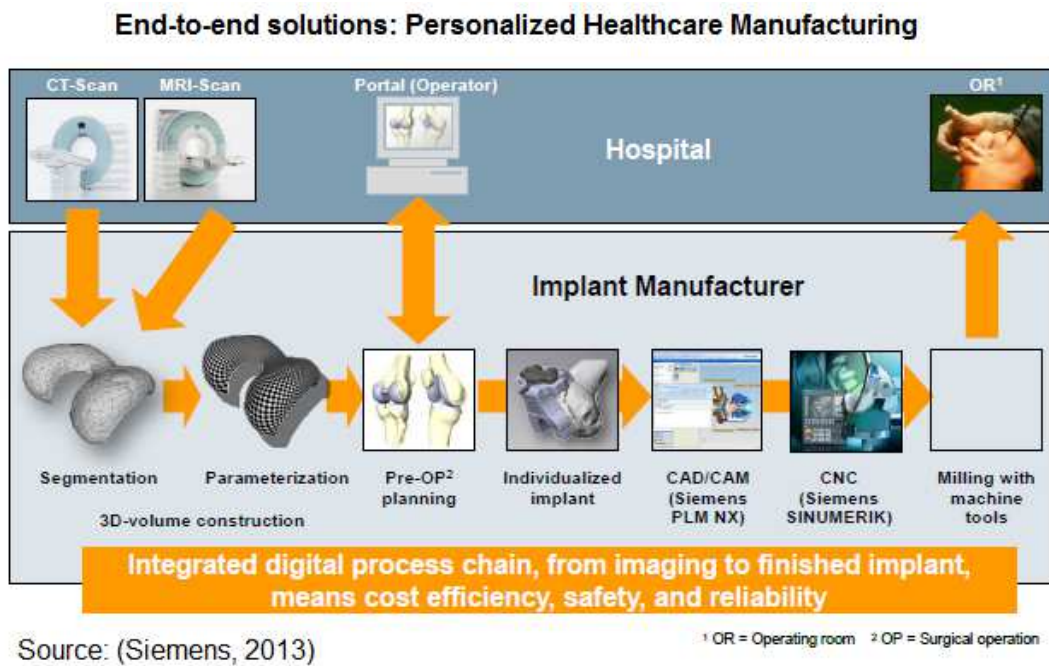 End-to-end solutions: Personalized Healthcare Manufacturing
CT-Scan
MRI-Scan
Portal (Operator)
OR¹
Hospital
Implant Manufacturer
Segmentation
Parameterization
3D-volume construction
Pre-OP²
planning
Individualized
implant
CAD/CAM
(Siemens
PLM NX)
CNC
(Siemens
SINUMERIK)
Milling with
machine
tools
Integrated digital process chain, from imaging to finished implant,
means cost efficiency, safety, and reliability
¹ OR = Operating room ² OP = Surgical operation
Source: (Siemens, 2013)